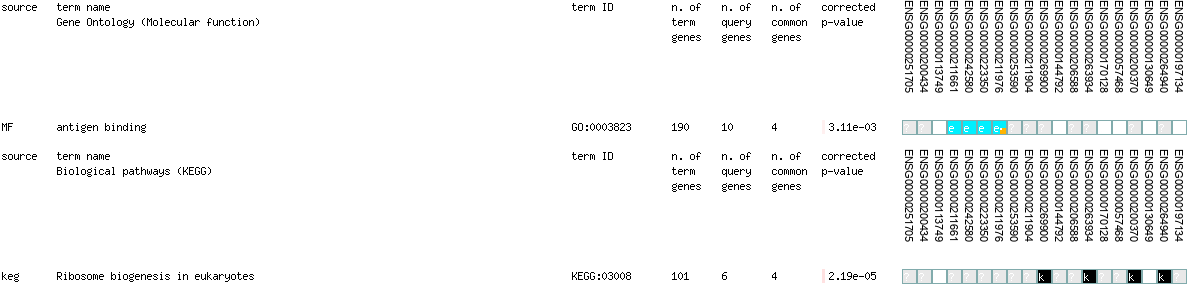 source term name term ID n. of n. of n. of corrected
Gene Ontology (Molecular function) term query common p-value
genes genes genes
ENSG00000251705
ENSG00000200434
ENSG00000113749
ENSG00000211661
ENSG00000242580
ENSG00000223350
ENSG00000211976
ENSG00000253590
ENSG00000211904
ENSG00000269900
ENSG00000144792
ENSG00000206588
ENSG00000263934
ENSG00000170128
ENSG00000057468
ENSG00000200370
ENSG00000130649
ENSG00000264940
ENSG00000197134
MF antigen binding GO:0003823 190 10 4 3.11e-03 ? ? e e e e ? ? ? ? ? ? ?
source term name term ID n. of n. of n. of corrected
Biological pathways (KEGG) term query common p-value
genes genes genes
ENSG00000251705
ENSG00000200434
ENSG00000113749
ENSG00000211661
ENSG00000242580
ENSG00000223350
ENSG00000211976
ENSG00000253590
ENSG00000211904
ENSG00000269900
ENSG00000144792
ENSG00000206588
ENSG00000263934
ENSG00000170128
ENSG00000057468
ENSG00000200370
ENSG00000130649
ENSG00000264940
ENSG00000197134
keg Ribosome biogenesis in eukaryotes KEGG:03008 101 6 4 2.19e-05 ? ? ? ? ? ? ? ? k ? ? k ? ? k ? k ?